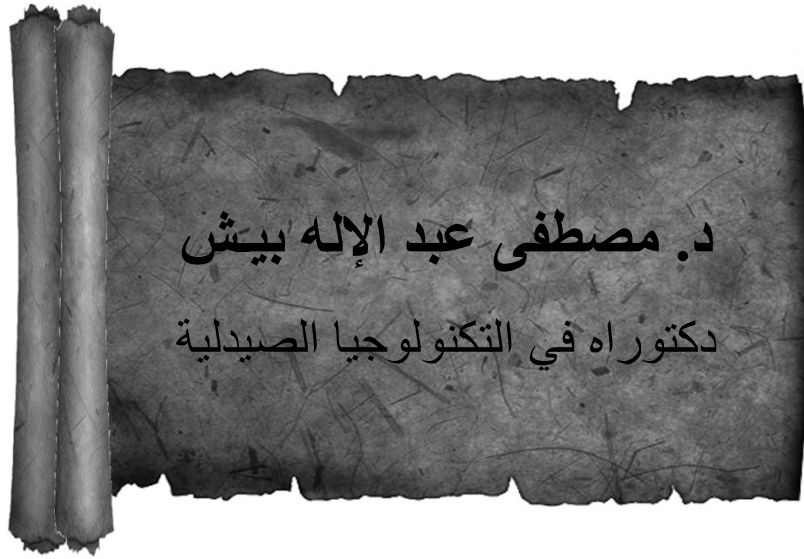 د. مصطفى عبد الإله بيش
دكتوراه في التكنولوجيا الصيدلية